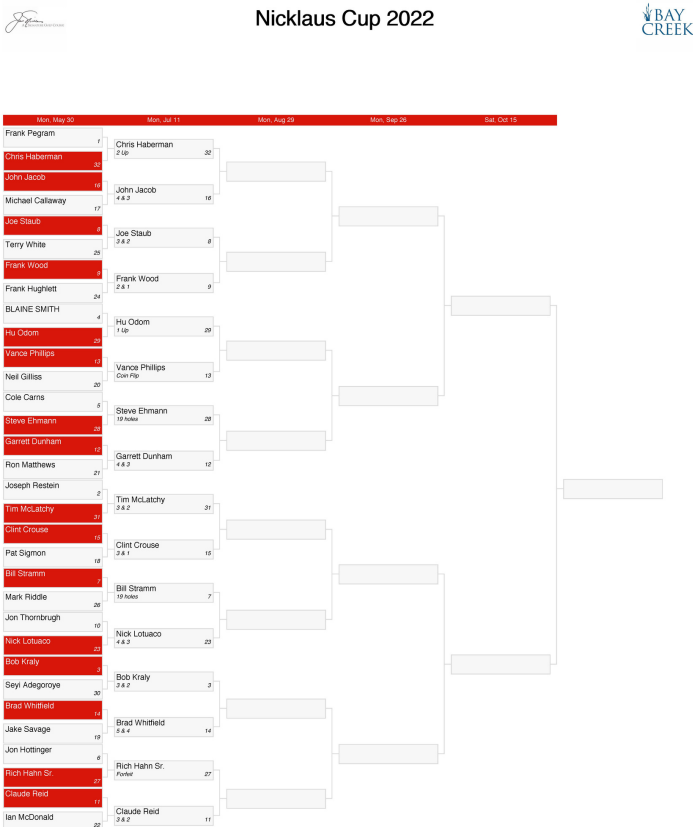 Nicklaus Cup 2022
BAY
CREEK
Mon, May 30
Mon, Jul 11
Mon, Aug 29
Mon, Sep 26
Sat, Oct 15
Frank Pegram
1
Chris Haberman
32
John Jacob
16
Michael Callaway
17
Joe Staub
8
Terry White
25
Frank Wood
9
Frank Hughlett
24
BLAINE SMITH
4
Hu Odom
29
Vance Phillips
13
Neil Gilliss
20
Cole Carns
5
Steve Ehmann
28
Garrett Dunham
12
Ron Matthews
21
Joseph Restein
2
Tim McLatchy
31
Clint Crouse
15
Pat Sigmon
18
Bill Stramm
7
Mark Riddle
26
Jon Thornbrugh
10
Nick Lotuaco
23
Bob Kraly
3
Seyi Adegoroye
30
Brad Whitfield
14
Jake Savage
19
Jon Hottinger
6
Rich Hahn Sr.
27
Claude Reid
11
Ian McDonald
22
Chris Haberman
2 Up 32
John Jacob
4 & 3 16
Joe Staub
3 & 2 8
Frank Wood
2 & 1 9
Hu Odom
1 Up 29
Vance Phillips
Coin Flip 13
Steve Ehmann
19 holes 28
Garrett Dunham
4 & 3 12
Tim McLatchy
3 & 2 31
Clint Crouse
3 & 1 15
Bill Stramm
19 holes 7
Nick Lotuaco
4 & 3 23
Bob Kraly
3 & 2 3
Brad Whitfield
5 & 4 14
Rich Hahn Sr.
Forfeit 27
Claude Reid
3 & 2 11